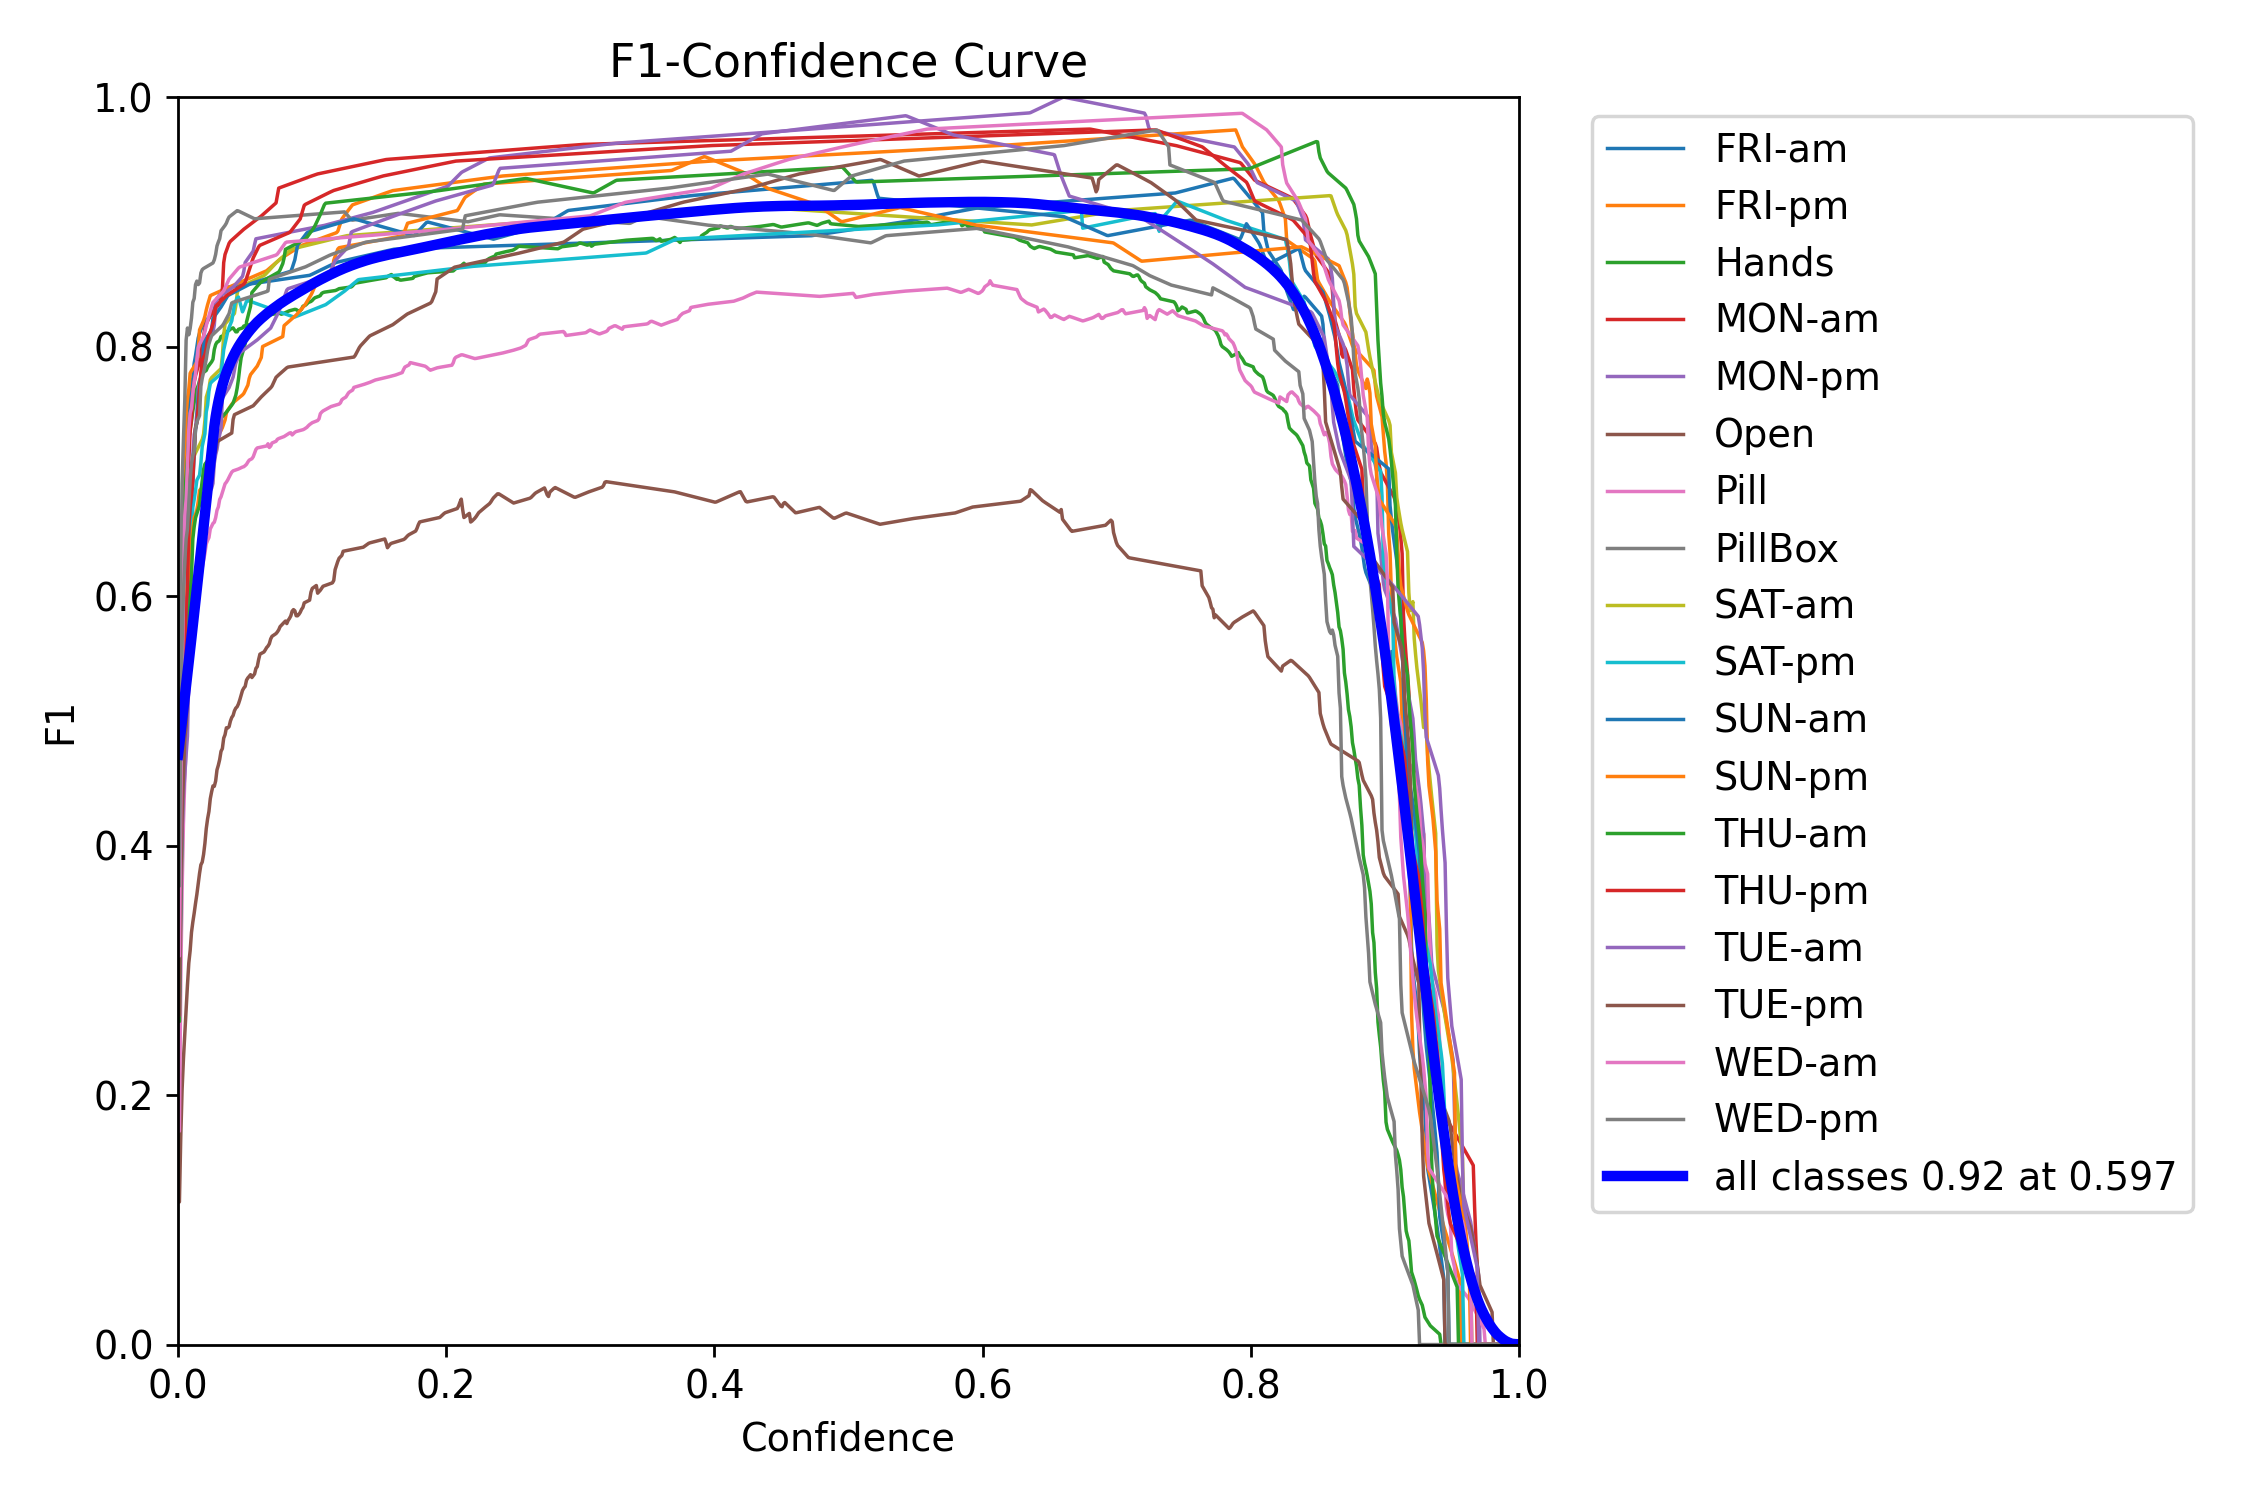 F1-Confidence Curve
1.0
0.8
0.6
0.4
0.2
0.0
F1
0.0 0.2 0.4 0.6 0.8 1.0
Confidence
FRI-am
FRI-pm
Hands
MON-am
MON-pm
Open
Pill
PillBox
SAT-am
SAT-pm
SUN-am
SUN-pm
THU-am
THU-pm
TUE-am
TUE-pm
WED-am
WED-pm
all classes 0.92 at 0.597